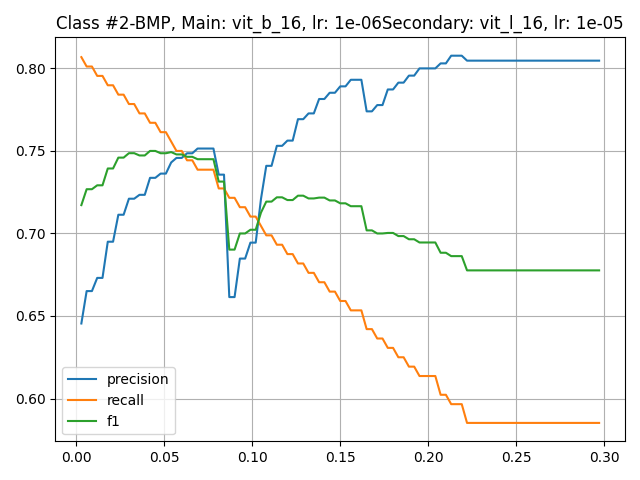 Class #2-BMP, Main: vit_b_16, lr: 1e-06Secondary: vit_l_16, lr: 1e-05
0.80
0.75
0.70
0.65
0.60
precision
recall
f1
0.00 0.05 0.10 0.15 0.20 0.25 0.30